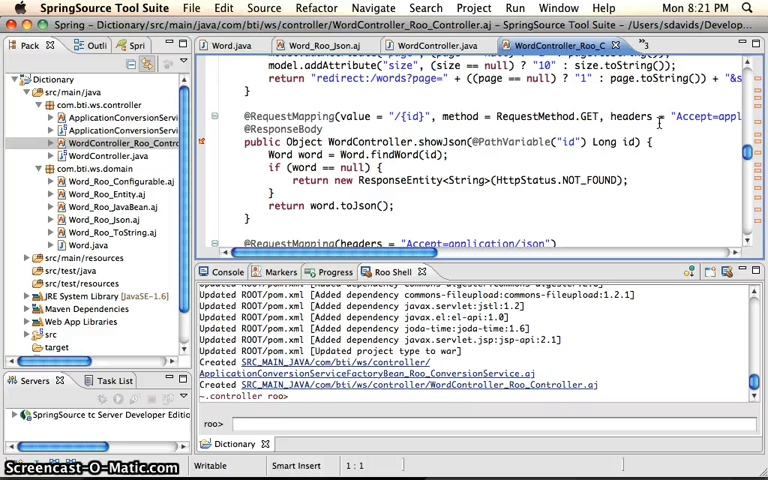 SpringSource Tool Suite File Edit Source Refactor Navigate Search Project Run Window Help Mon 8:21 PM
Spring - Dictionary/src/main/java/com/bti/ws/controller/WordController_Roo_Controller.aj - SpringSource Tool Suite - /Users/sdavids/Develop...
Pack Outli Spri
Word.java Word_Roo_Json.aj WordController.java WordController_Roo_C »3
Dictionary
src/main/java
com.bti.ws.controller
ApplicationConversionServi
ApplicationConversionServi
WordController_Roo_Contro
WordController.java
com.bti.ws.domain
Word_Roo_Configurable.aj
Word_Roo_Entity.aj
Word_Roo_JavaBean.aj
Word_Roo_Json.aj
Word_Roo_ToString.aj
Word.java
src/main/resources
src/test/java
src/test/resources
JRE System Library [JavaSE-1.6]
Maven Dependencies
Web App Libraries
src
target
model.addAttribute("size", (size == null) ? "10" : size.toString());
return "redirect:/words?page=" + ((page == null) ? "1" : page.toString()) + "&s
}
@RequestMapping(value = "/{id}", method = RequestMethod.GET, headers = "Accept=appl
@ResponseBody
public Object WordController.showJson(@PathVariable("id") Long id) {
Word word = Word.findWord(id);
if (word == null) {
return new ResponseEntity<String>(HttpStatus.NOT_FOUND);
}
return word.toJson();
}
@RequestMapping(headers = "Accept=application/json")
Console Markers Progress Roo Shell
Updated ROOT/pom.xml [Added dependency commons-fileupload:commons-fileupload:1.2.1]
Updated ROOT/pom.xml [Added dependency javax.servlet:jstl:1.2]
Updated ROOT/pom.xml [Added dependency javax.el:el-api:1.0]
Updated ROOT/pom.xml [Added dependency joda-time:joda-time:1.6]
Updated ROOT/pom.xml [Added dependency javax.servlet.jsp:jsp-api:2.1]
Updated ROOT/pom.xml [Updated project type to war]
Created SRC_MAIN_JAVA/com/bti/ws/controller/
ApplicationConversionServiceFactoryBean_Roo_ConversionService.aj
Created SRC_MAIN_JAVA/com/bti/ws/controller/WordController_Roo_Controller.aj
~.controller roo>
roo>
Dictionary
Servers Task List
SpringSource tc Server Developer Editio
Writable Smart Insert 1 : 1
Screencast-O-Matic.com